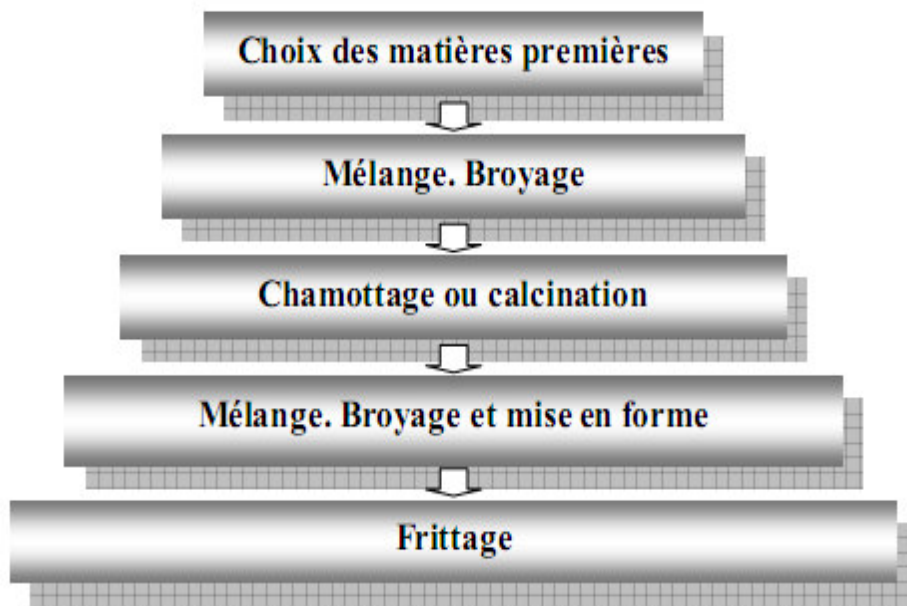 Choix des matières premières
Mélange. Broyage
Chamottage ou calcination
Mélange. Broyage et mise en forme
Frittage